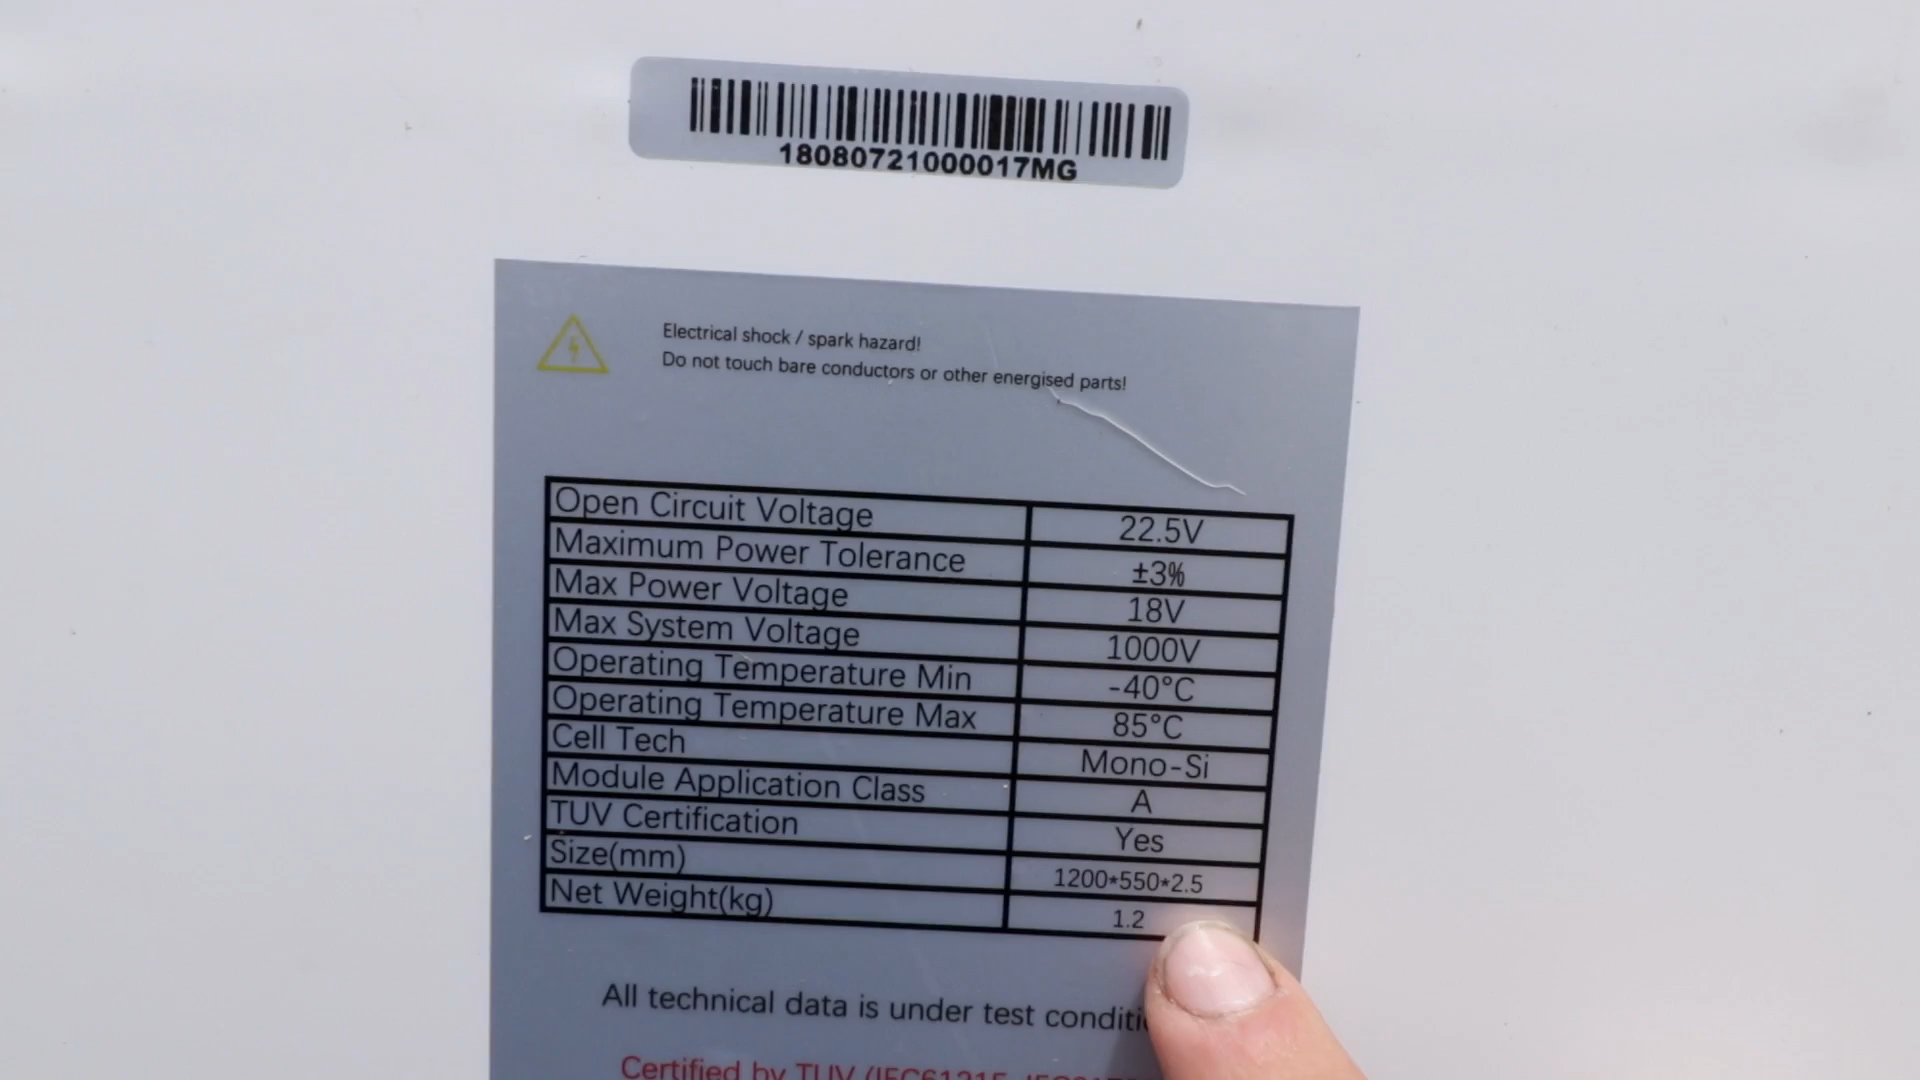 18080721000017MG
Electrical shock / spark hazard!
Do not touch bare conductors or other energised parts!
Open Circuit Voltage 22.5V
Maximum Power Tolerance ±3%
Max Power Voltage 18V
Max System Voltage 1000V
Operating Temperature Min -40°C
Operating Temperature Max 85°C
Cell Tech Mono-Si
Module Application Class A
TUV Certification Yes
Size(mm) 1200*550*2.5
Net Weight(kg) 1.2
All technical data is under test
Certified by TUV (IEC61215